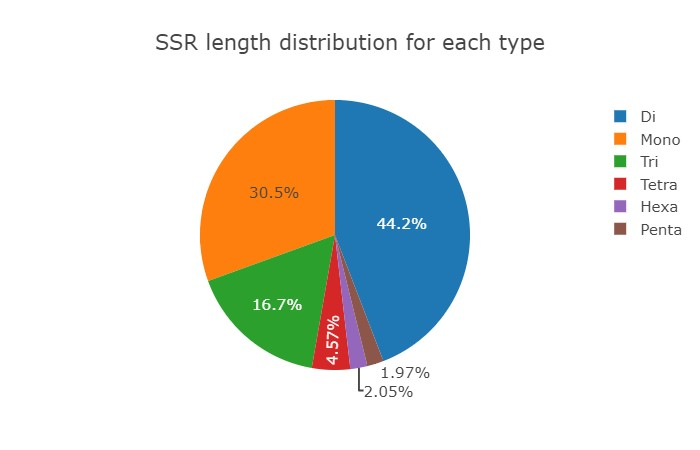 SSR length distribution for each type
Di
Mono
Tri
Tetra
Hexa
Penta
30.5%
44.2%
16.7%
4.57%
1.97%
2.05%